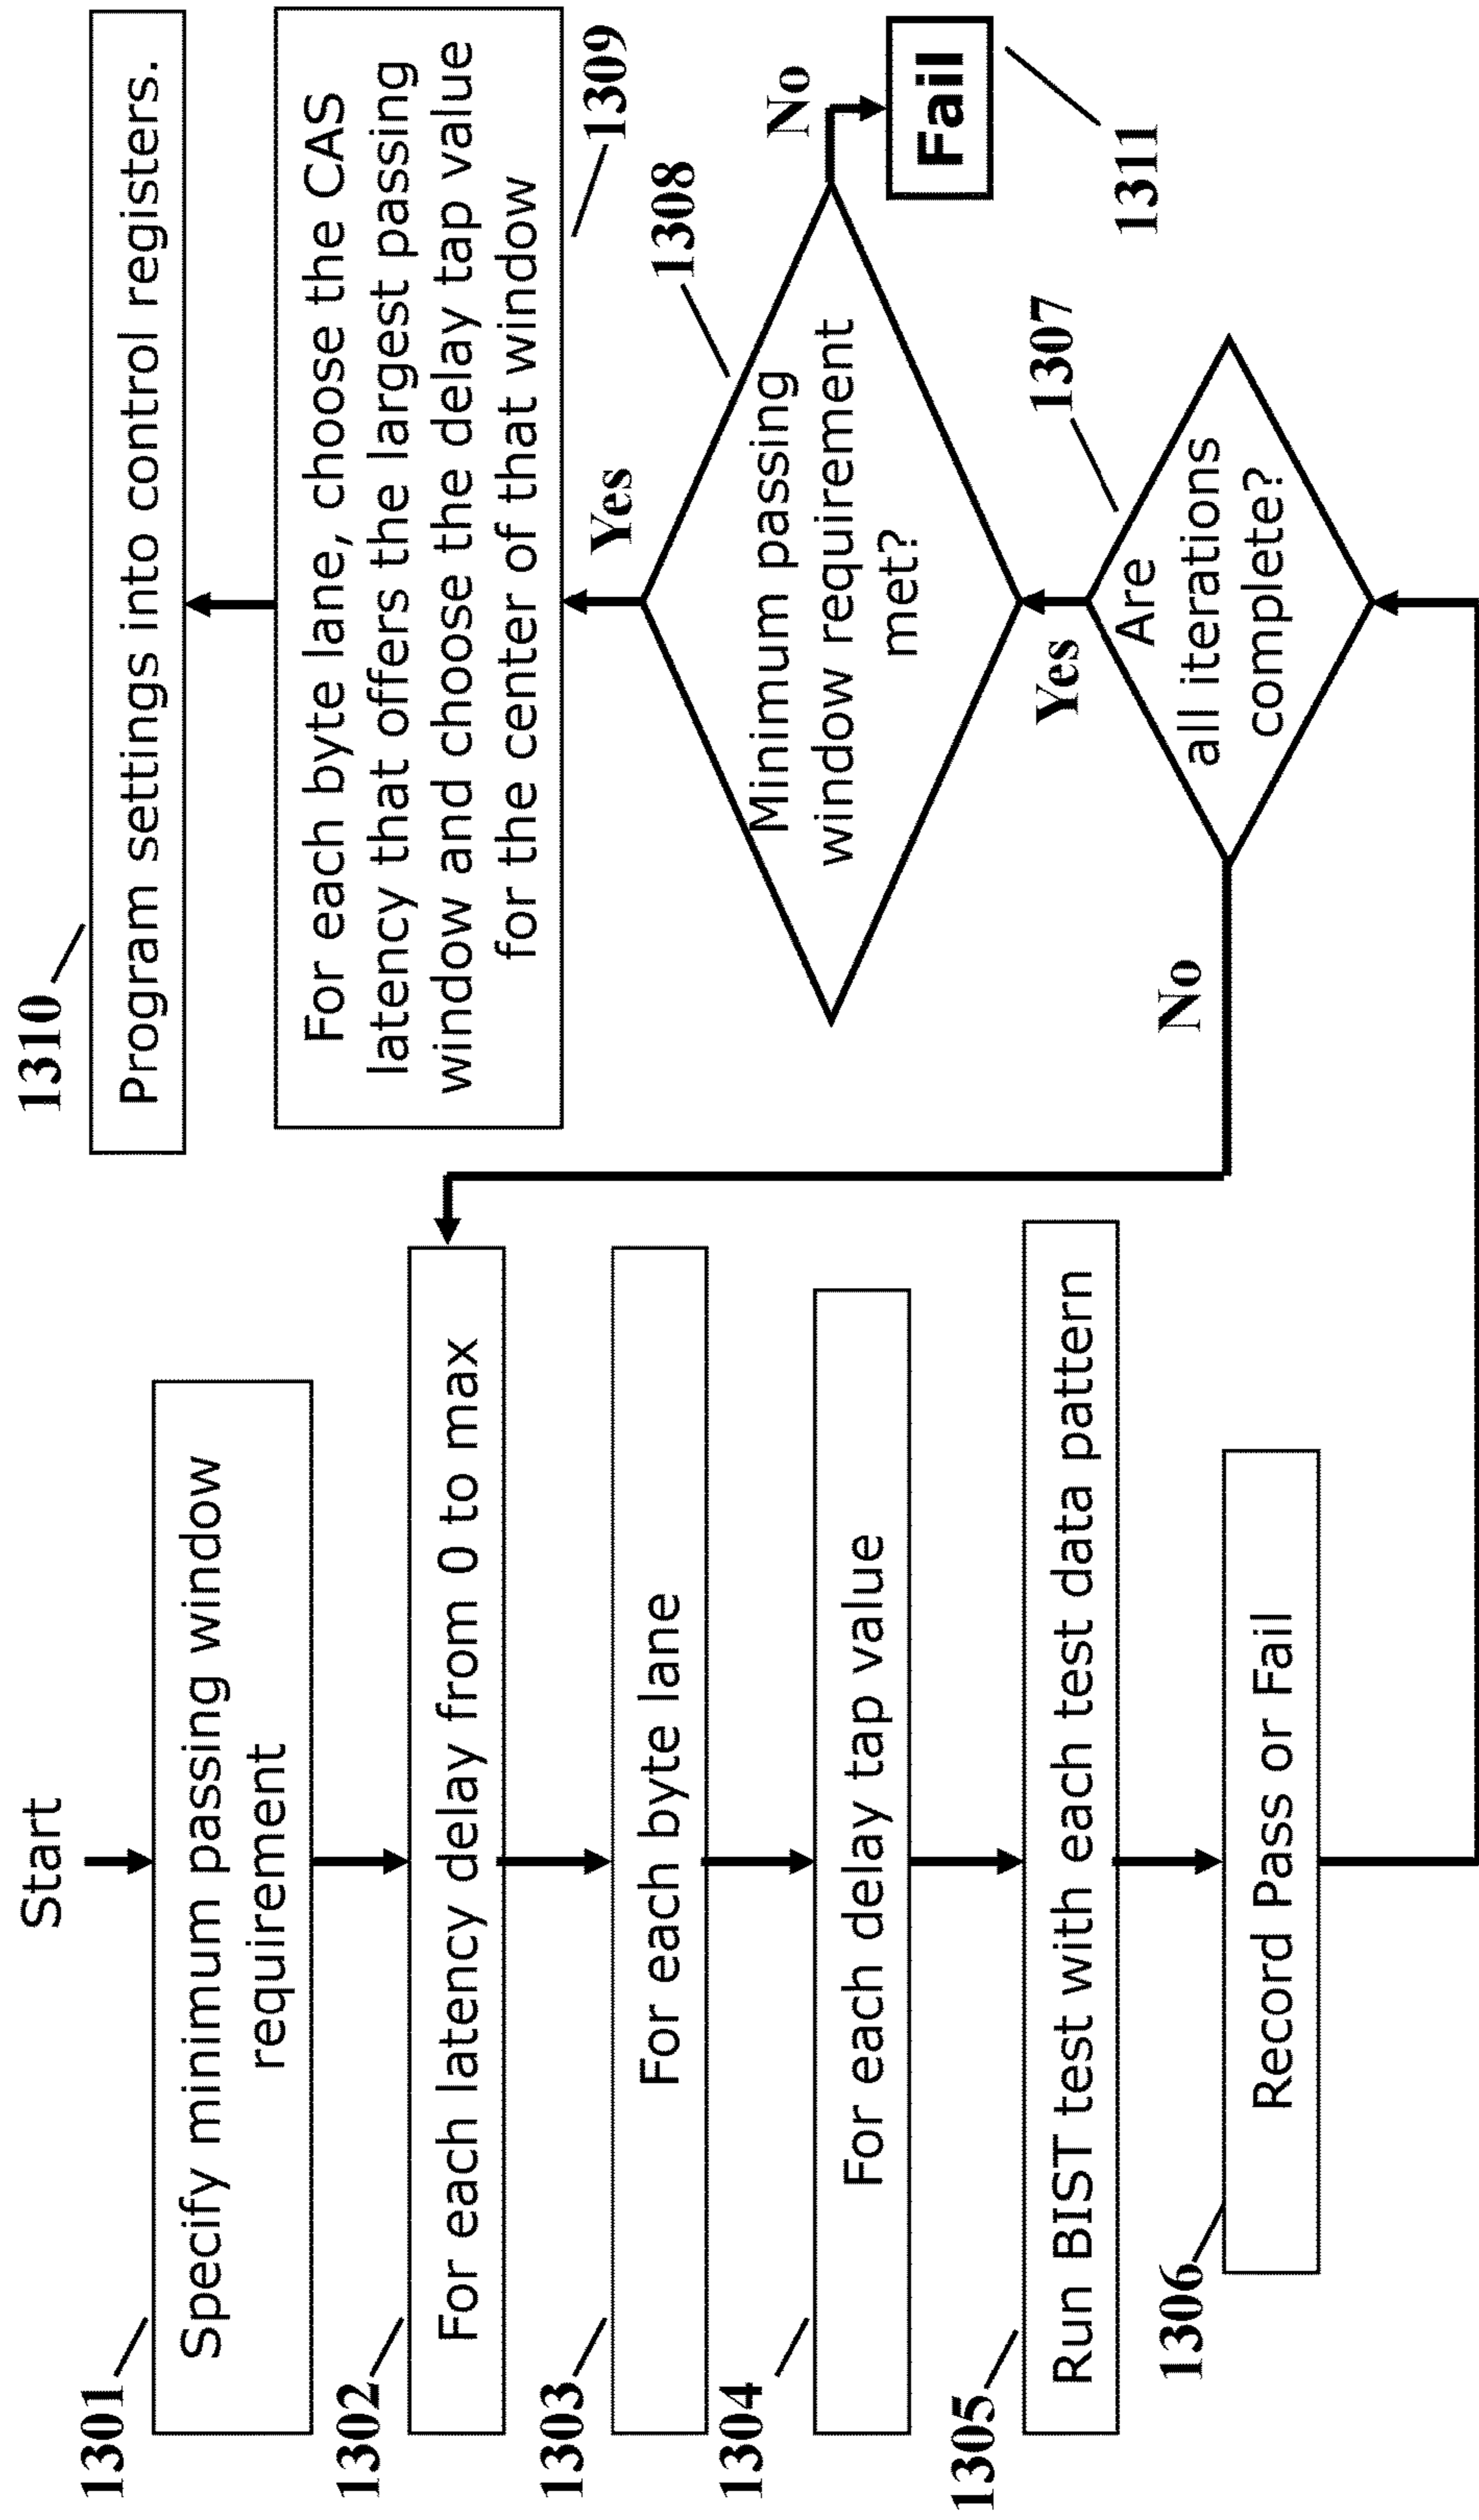 Start
1301
Specify minimum passing window
requirement
1302
For each latency delay from 0 to max
1303
For each byte lane
1304
For each delay tap value
1305
Run BIST test with each test data pattern
1306
Record Pass or Fail
1310
Program settings into control registers.
For each byte lane, choose the CAS
latency that offers the largest passing
window and choose the delay tap value
for the center of that window
1309
Yes
1308
No
Minimum passing
window requirement
met?
Fail
1311
Yes
1307
No
Are
all iterations
complete?